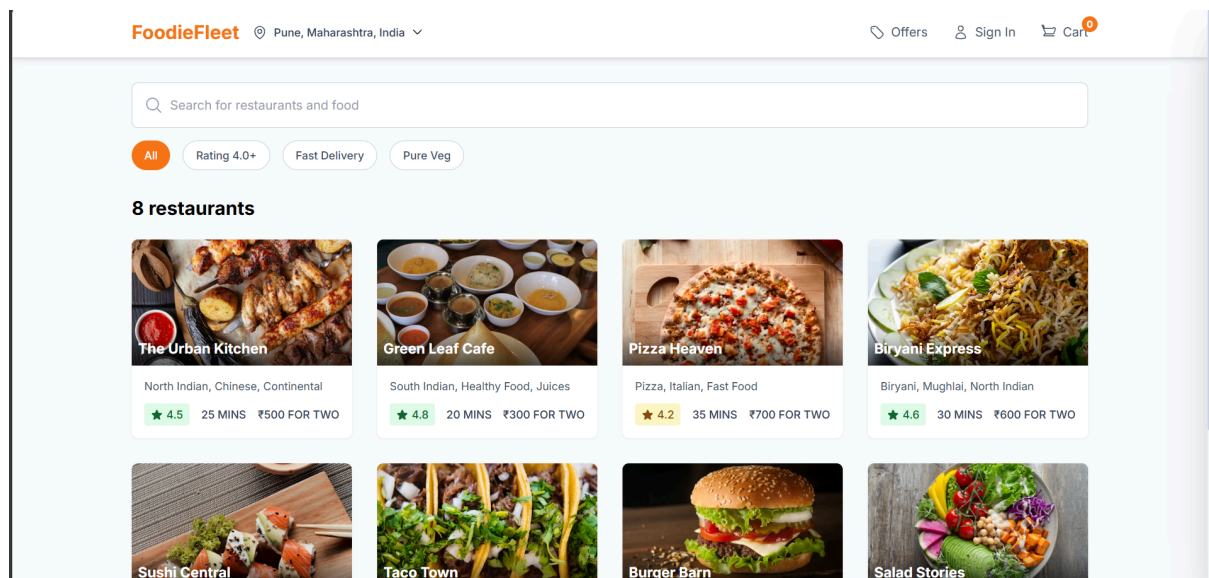 FoodieFleet Pune, Maharashtra, India Offers Sign In Cart 0
Search for restaurants and food
All Rating 4.0+ Fast Delivery Pure Veg
8 restaurants
The Urban Kitchen Green Leaf Cafe Pizza Heaven Biryani Express
North Indian, Chinese, Continental South Indian, Healthy Food, Juices Pizza, Italian, Fast Food Biryani, Mughlai, North Indian
4.5 25 MINS ₹500 FOR TWO 4.8 20 MINS ₹300 FOR TWO 4.2 35 MINS ₹700 FOR TWO 4.6 30 MINS ₹600 FOR TWO
Sushi Central Taco Town Burger Barn Salad Stories